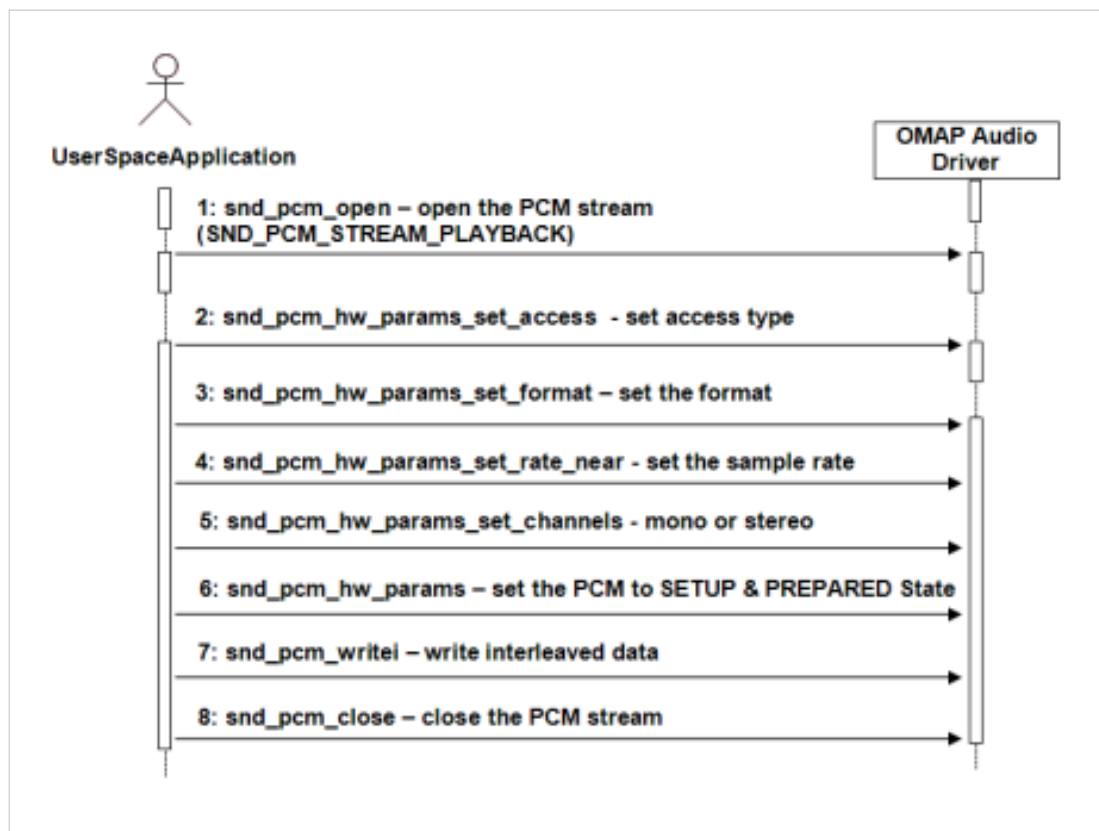 UserSpaceApplication
OMAP Audio
Driver
1: snd_pcm_open – open the PCM stream
(SND_PCM_STREAM_PLAYBACK)
2: snd_pcm_hw_params_set_access - set access type
3: snd_pcm_hw_params_set_format – set the format
4: snd_pcm_hw_params_set_rate_near - set the sample rate
5: snd_pcm_hw_params_set_channels - mono or stereo
6: snd_pcm_hw_params – set the PCM to SETUP & PREPARED State
7: snd_pcm_writei – write interleaved data
8: snd_pcm_close – close the PCM stream